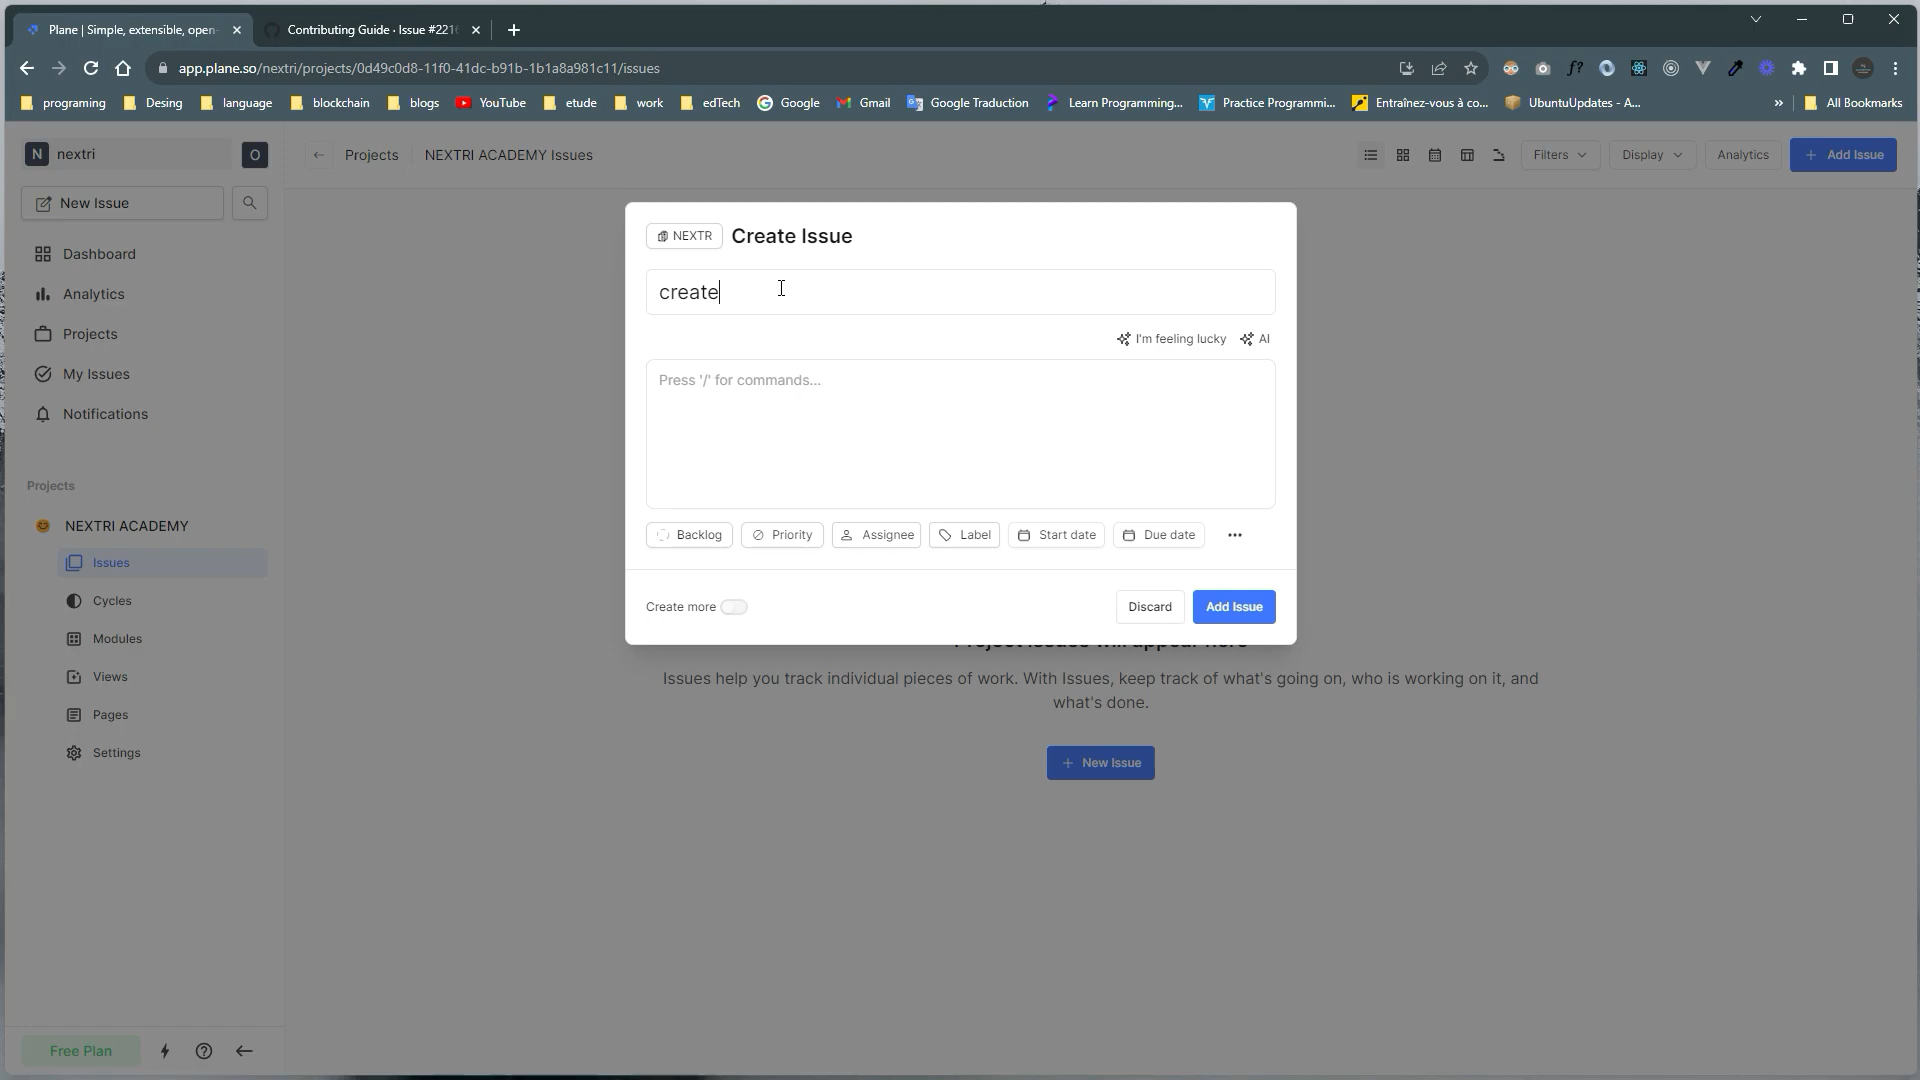 Plane | Simple, extensible, open-
Contributing Guide · Issue #221
app.plane.so/nextri/projects/0d49c0d8-11f0-41dc-b91b-1b1a8a981c11/issues
programing
Desing
language
blockchain
blogs
YouTube
etude
work
edTech
Google
Gmail
Google Traduction
Learn Programming...
Practice Programmi...
Entraînez-vous à co...
UbuntuUpdates - A...
»
All Bookmarks
N nextri
O
Projects
NEXTRI ACADEMY Issues
Filters
Display
Analytics
+ Add Issue
New Issue
Dashboard
Analytics
Projects
My Issues
Notifications
Projects
NEXTRI ACADEMY
Issues
Cycles
Modules
Views
Pages
Settings
Free Plan
NEXTR Create Issue
create
I'm feeling lucky
AI
Press '/' for commands...
Backlog
Priority
Assignee
Label
Start date
Due date
Create more
Discard
Add Issue
Project issues will appear here
Issues help you track individual pieces of work. With Issues, keep track of what's going on, who is working on it, and
what's done.
+ New Issue